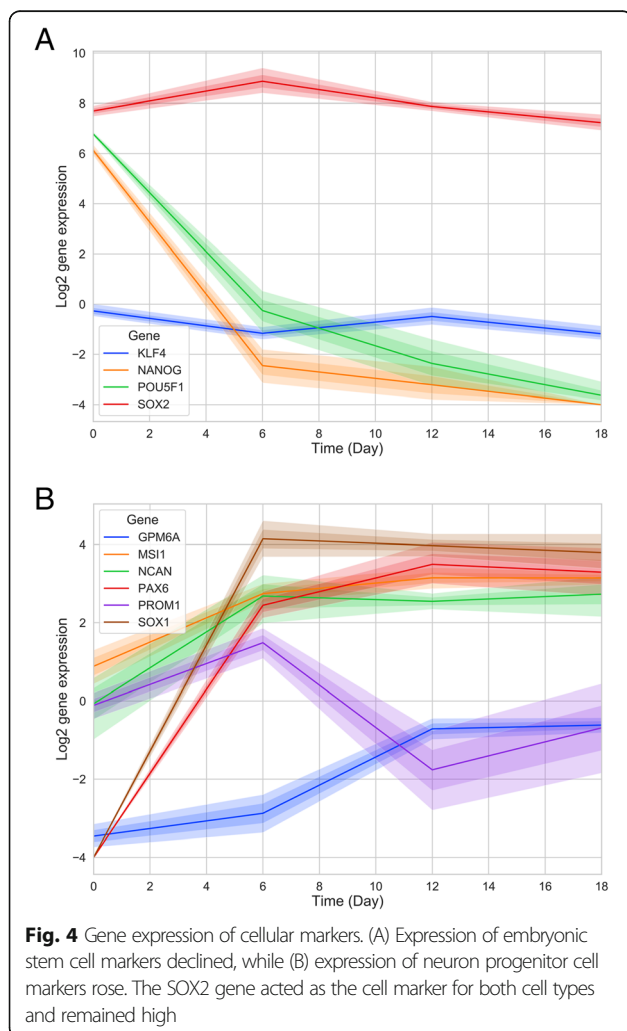 A
10
8
6
4
2
0
−2
−4
Log2 gene expression
Gene
KLF4
NANOG
POU5F1
SOX2
0 2 4 6 8 10 12 14 16 18
Time (Day)
B
4
2
0
−2
−4
Log2 gene expression
Gene
GPM6A
MSI1
NCAN
PAX6
PROM1
SOX1
0 2 4 6 8 10 12 14 16 18
Time (Day)
Fig. 4 Gene expression of cellular markers. (A) Expression of embryonic
stem cell markers declined, while (B) expression of neuron progenitor cell
markers rose. The SOX2 gene acted as the cell marker for both cell types
and remained high